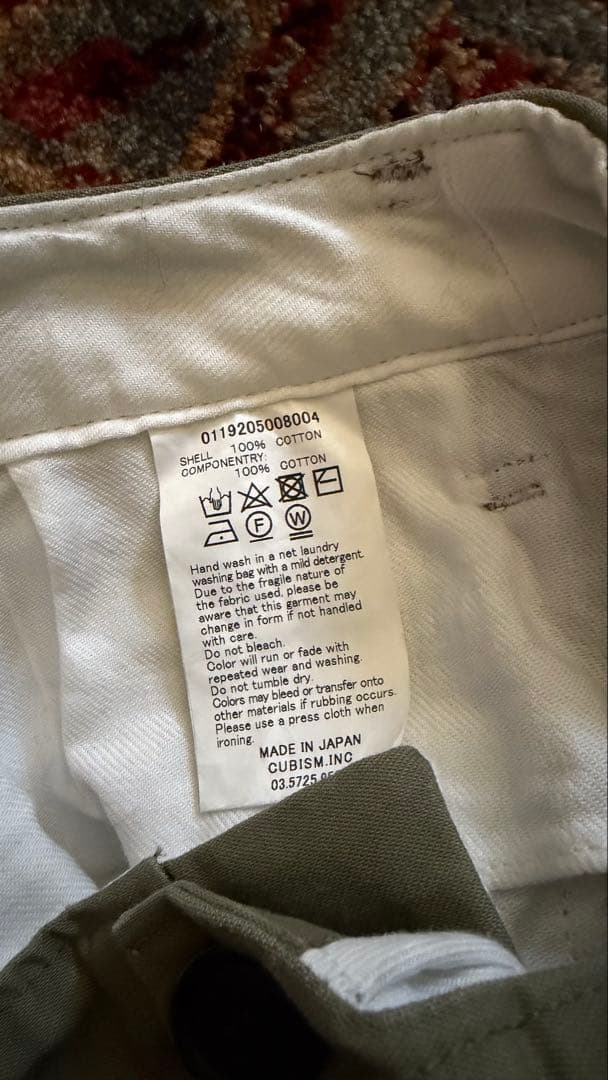 0119205008004
SHELL 100% COTTON
COMPONENTRY:
100% COTTON
F W
Hand wash in a net laundry
washing bag with a mild detergent.
Due to the fragile nature of
the fabric used, please be
aware that this garment may
change in form if not handled
with care.
Do not bleach.
Color will run or fade with
repeated wear and washing.
Do not tumble dry.
Colors may bleed or transfer onto
other materials if rubbing occurs.
Please use a press cloth when
ironing.
MADE IN JAPAN
CUBISM.INC
03.5725